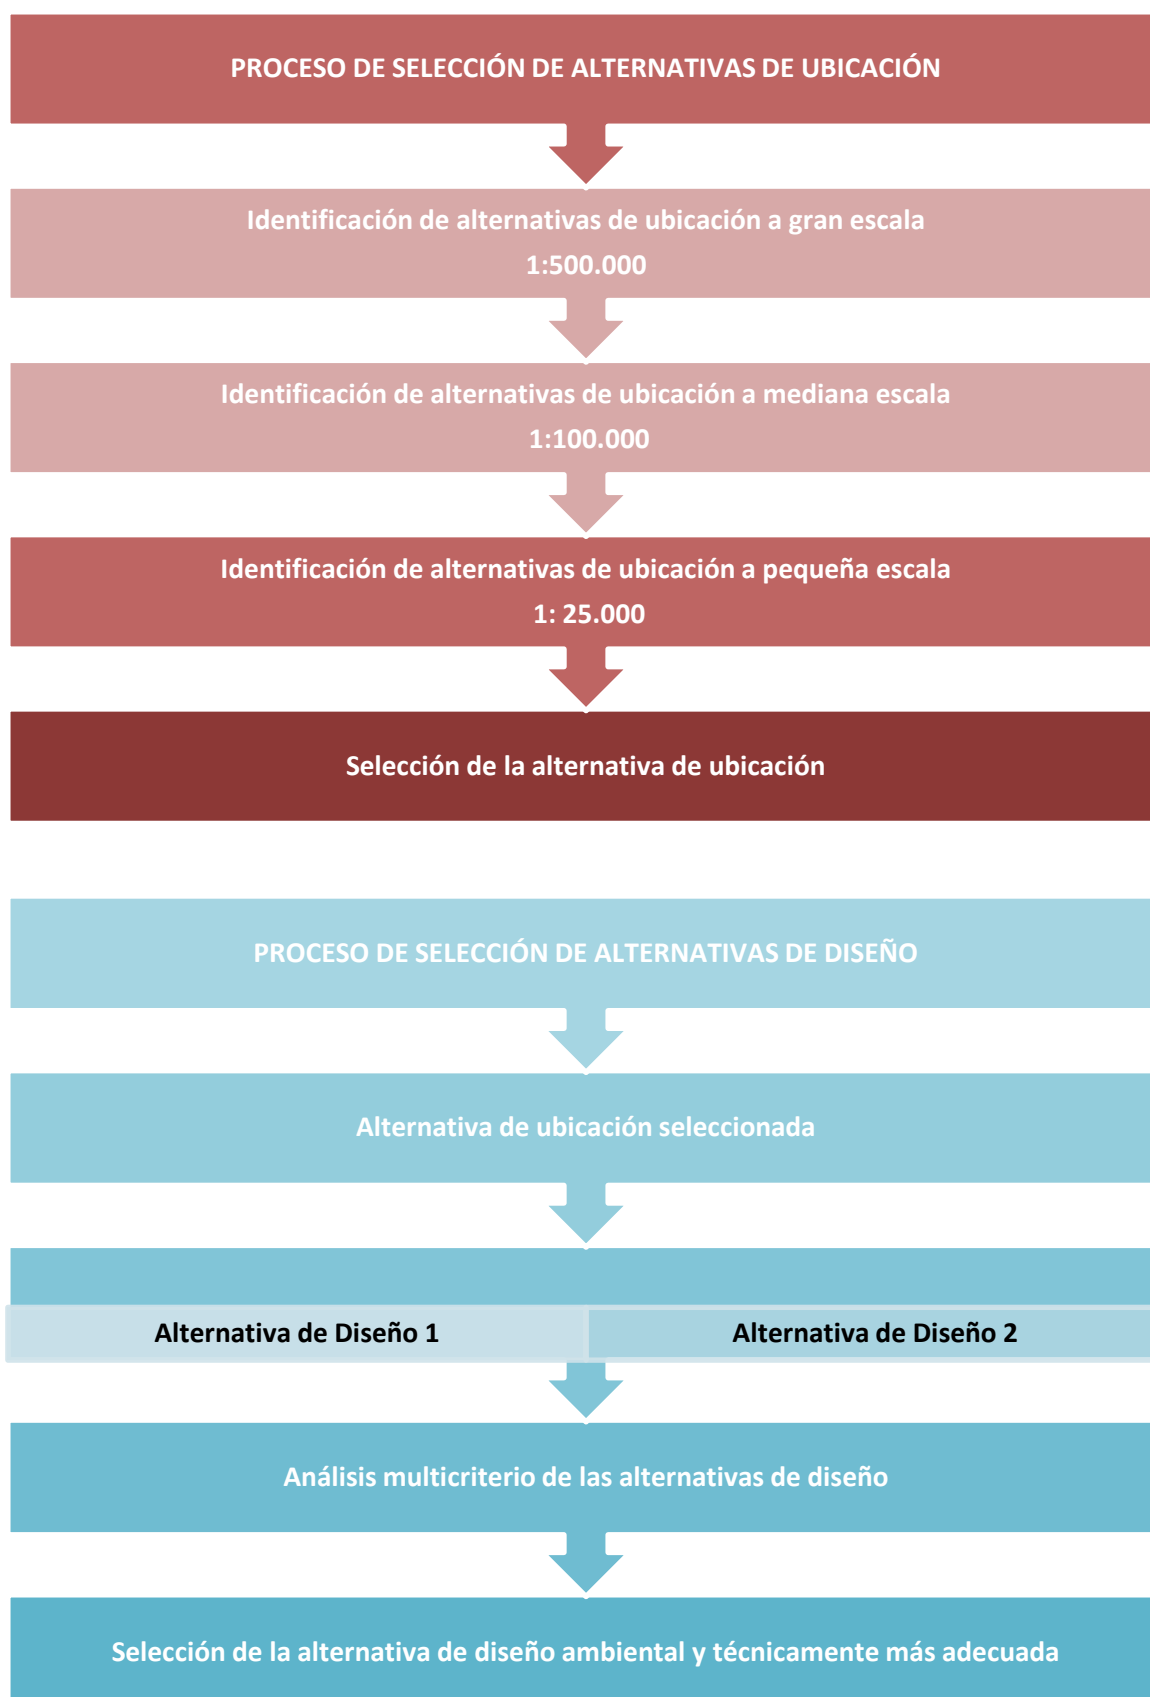 PROCESO DE SELECCIÓN DE ALTERNATIVAS DE UBICACIÓN
Identificación de alternativas de ubicación a gran escala
1:500.000
Identificación de alternativas de ubicación a mediana escala
1:100.000
Identificación de alternativas de ubicación a pequeña escala
1: 25.000
Selección de la alternativa de ubicación
PROCESO DE SELECCIÓN DE ALTERNATIVAS DE DISEÑO
Alternativa de ubicación seleccionada
Alternativa de Diseño 1
Alternativa de Diseño 2
Análisis multicriterio de las alternativas de diseño
Selección de la alternativa de diseño ambiental y técnicamente más adecuada